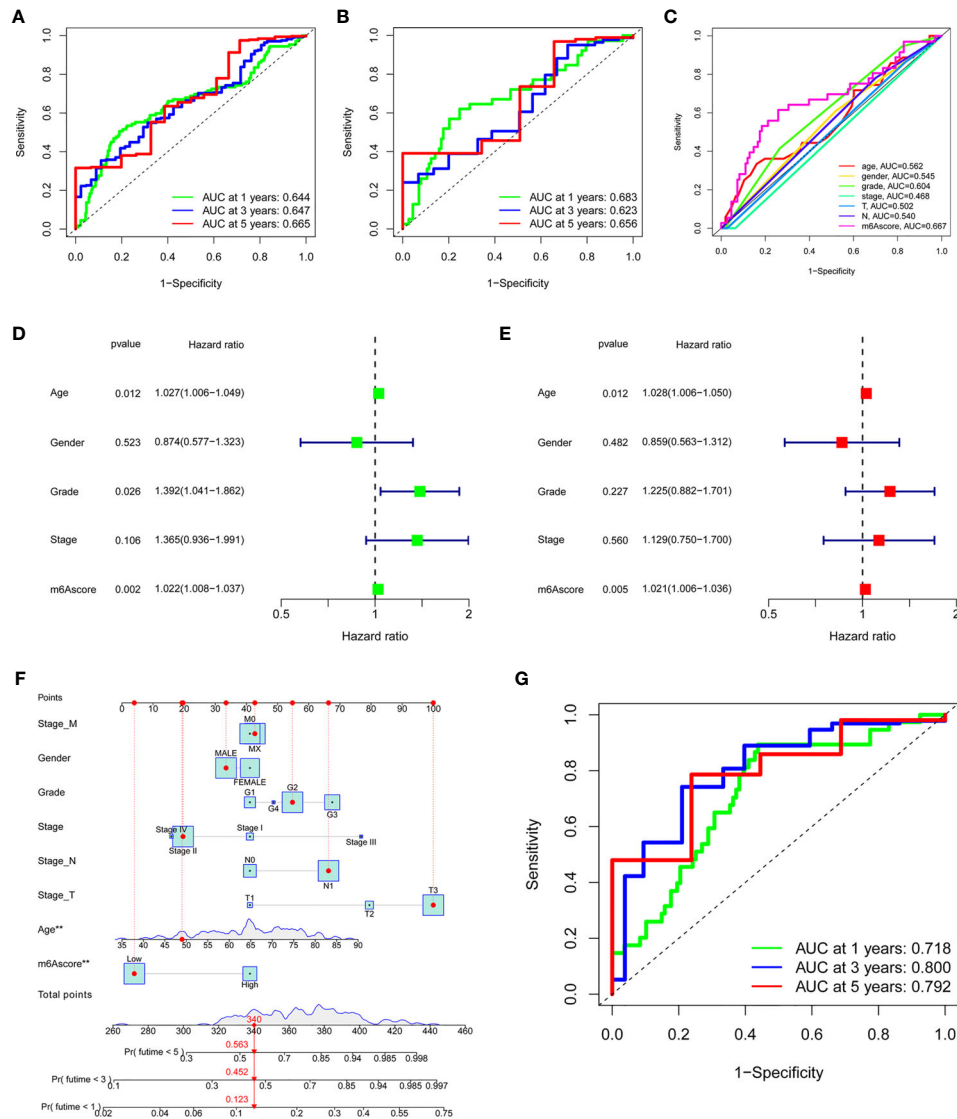 A
Sensitivity
1.0
0.8
0.6
0.4
0.2
0.0
AUC at 1 years: 0.644
AUC at 3 years: 0.647
AUC at 5 years: 0.665
0.0 0.2 0.4 0.6 0.8 1.0
1−Specificity
B
Sensitivity
1.0
0.8
0.6
0.4
0.2
0.0
AUC at 1 years: 0.683
AUC at 3 years: 0.623
AUC at 5 years: 0.656
0.0 0.2 0.4 0.6 0.8 1.0
1−Specificity
C
Sensitivity
1.0
0.8
0.6
0.4
0.2
0.0
age, AUC=0.562
gender, AUC=0.545
grade, AUC=0.604
stage, AUC=0.468
T, AUC=0.502
N, AUC=0.540
m6Ascore, AUC=0.667
0.0 0.2 0.4 0.6 0.8 1.0
1−Specificity
D
pvalue Hazard ratio
Age 0.012 1.027(1.006−1.049)
Gender 0.523 0.874(0.577−1.323)
Grade 0.026 1.392(1.041−1.862)
Stage 0.106 1.365(0.936−1.991)
m6Ascore 0.002 1.022(1.008−1.037)
0.5 1 2
Hazard ratio
E
pvalue Hazard ratio
Age 0.012 1.028(1.006−1.050)
Gender 0.482 0.859(0.563−1.312)
Grade 0.227 1.225(0.882−1.701)
Stage 0.560 1.129(0.750−1.700)
m6Ascore 0.005 1.021(1.006−1.036)
0.5 1 2
Hazard ratio
F
Points
0 10 20 30 40 50 60 70 80 90 100
Stage_M
M0
MX
Gender
MALE
FEMALE
Grade
G1 G2
G4 G3
Stage
Stage IV Stage I
Stage II Stage III
Stage_N
N0
N1
Stage_T
T1 T3
T2
Age**
35 40 45 50 55 60 65 70 75 80 85 90
m6Ascore**
Low
High
Total points
340
260 280 300 320 340 360 380 400 420 440 460
0.563
Pr( futime < 5)
0.3 0.5 0.7 0.85 0.94 0.985 0.998
0.452
Pr( futime < 3)
0.1 0.3 0.5 0.7 0.85 0.94 0.985 0.997
0.123
Pr( futime < 1)
0.02 0.04 0.06 0.1 0.2 0.3 0.4 0.55 0.75
G
Sensitivity
1.0
0.8
0.6
0.4
0.2
0.0
AUC at 1 years: 0.718
AUC at 3 years: 0.800
AUC at 5 years: 0.792
0.0 0.2 0.4 0.6 0.8 1.0
1−Specificity